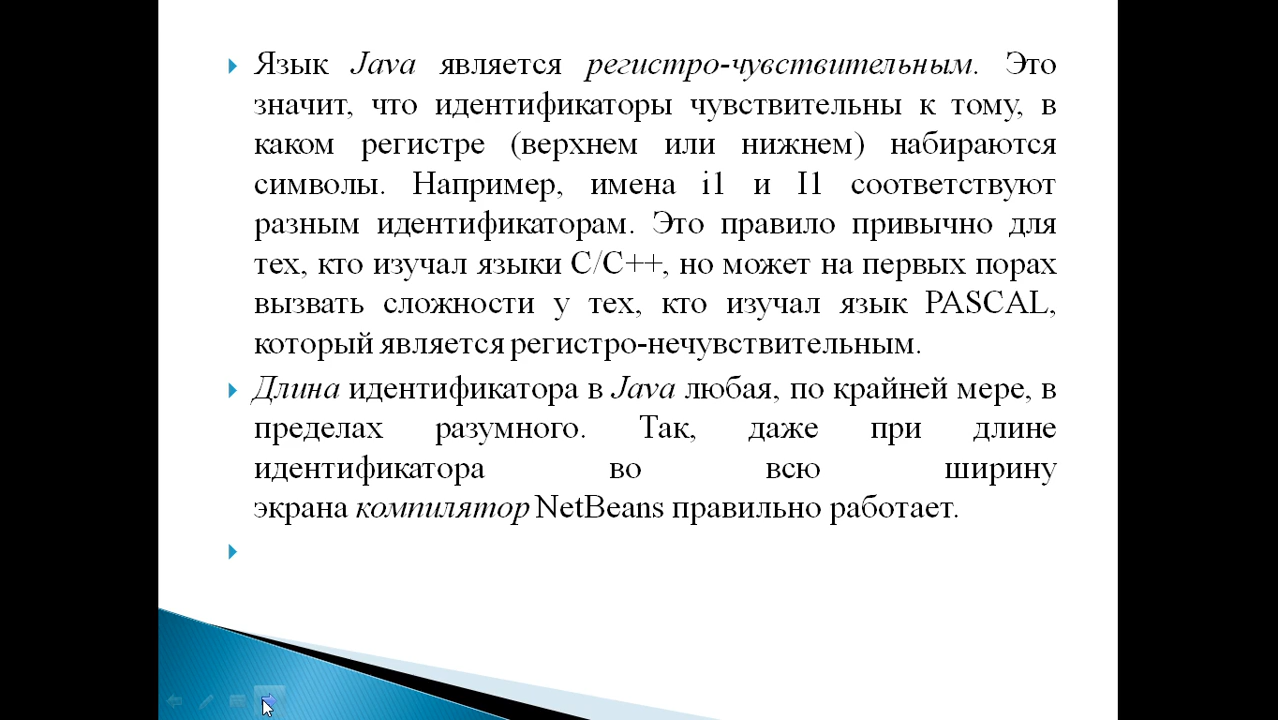 Язык Java является регистро-чувствительным. Это
значит, что идентификаторы чувствительны к тому, в
каком регистре (верхнем или нижнем) набираются
символы. Например, имена i1 и I1 соответствуют
разным идентификаторам. Это правило привычно для
тех, кто изучал языки C/C++, но может на первых порах
вызвать сложности у тех, кто изучал язык PASCAL,
который является регистро-нечувствительным.
Длина идентификатора в Java любая, по крайней мере, в
пределах разумного. Так, даже при длине
идентификатора во всю ширину
экрана компилятор NetBeans правильно работает.